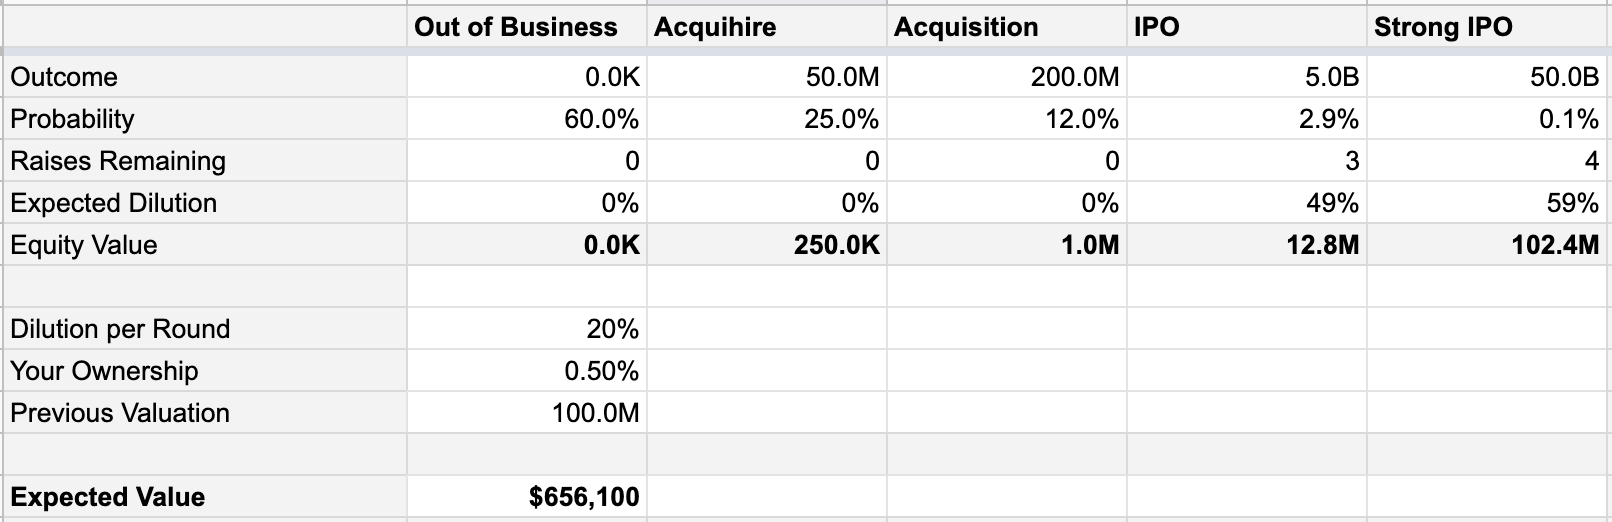 Out of Business Acquihire Acquisition IPO Strong IPO
Outcome 0.0K 50.0M 200.0M 5.0B 50.0B
Probability 60.0% 25.0% 12.0% 2.9% 0.1%
Raises Remaining 0 0 0 3 4
Expected Dilution 0% 0% 0% 49% 59%
Equity Value 0.0K 250.0K 1.0M 12.8M 102.4M
Dilution per Round 20%
Your Ownership 0.50%
Previous Valuation 100.0M
Expected Value $656,100